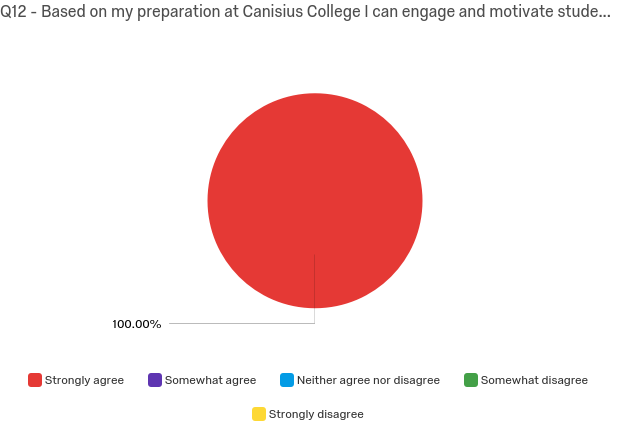 Q12 - Based on my preparation at Canisius College I can engage and motivate stude...
100.00%
Strongly agree
Somewhat agree
Neither agree nor disagree
Somewhat disagree
Strongly disagree